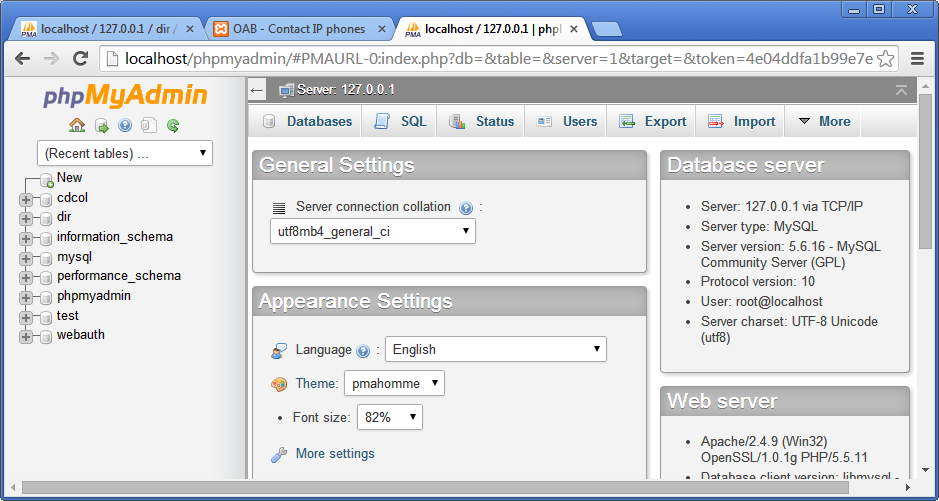 localhost / 127.0.0.1 / dir /
OAB - Contact IP phones
localhost / 127.0.0.1 | phpl
localhost/phpmyadmin/#PMAURL-0:index.php?db=&table=&server=1&target=&token=4e04ddfa1b99e7e
phpMyAdmin
(Recent tables) ...
New
cdcol
dir
information_schema
mysql
performance_schema
phpmyadmin
test
webauth
Server: 127.0.0.1
Databases SQL Status Users Export Import More
General Settings
Server connection collation :
utf8mb4_general_ci
Appearance Settings
Language : English
Theme: pmahomme
Font size: 82%
More settings
Database server
Server: 127.0.0.1 via TCP/IP
Server type: MySQL
Server version: 5.6.16 - MySQL
Community Server (GPL)
Protocol version: 10
User: root@localhost
Server charset: UTF-8 Unicode
(utf8)
Web server
Apache/2.4.9 (Win32)
OpenSSL/1.0.1g PHP/5.5.11
Database client version: libmysql -